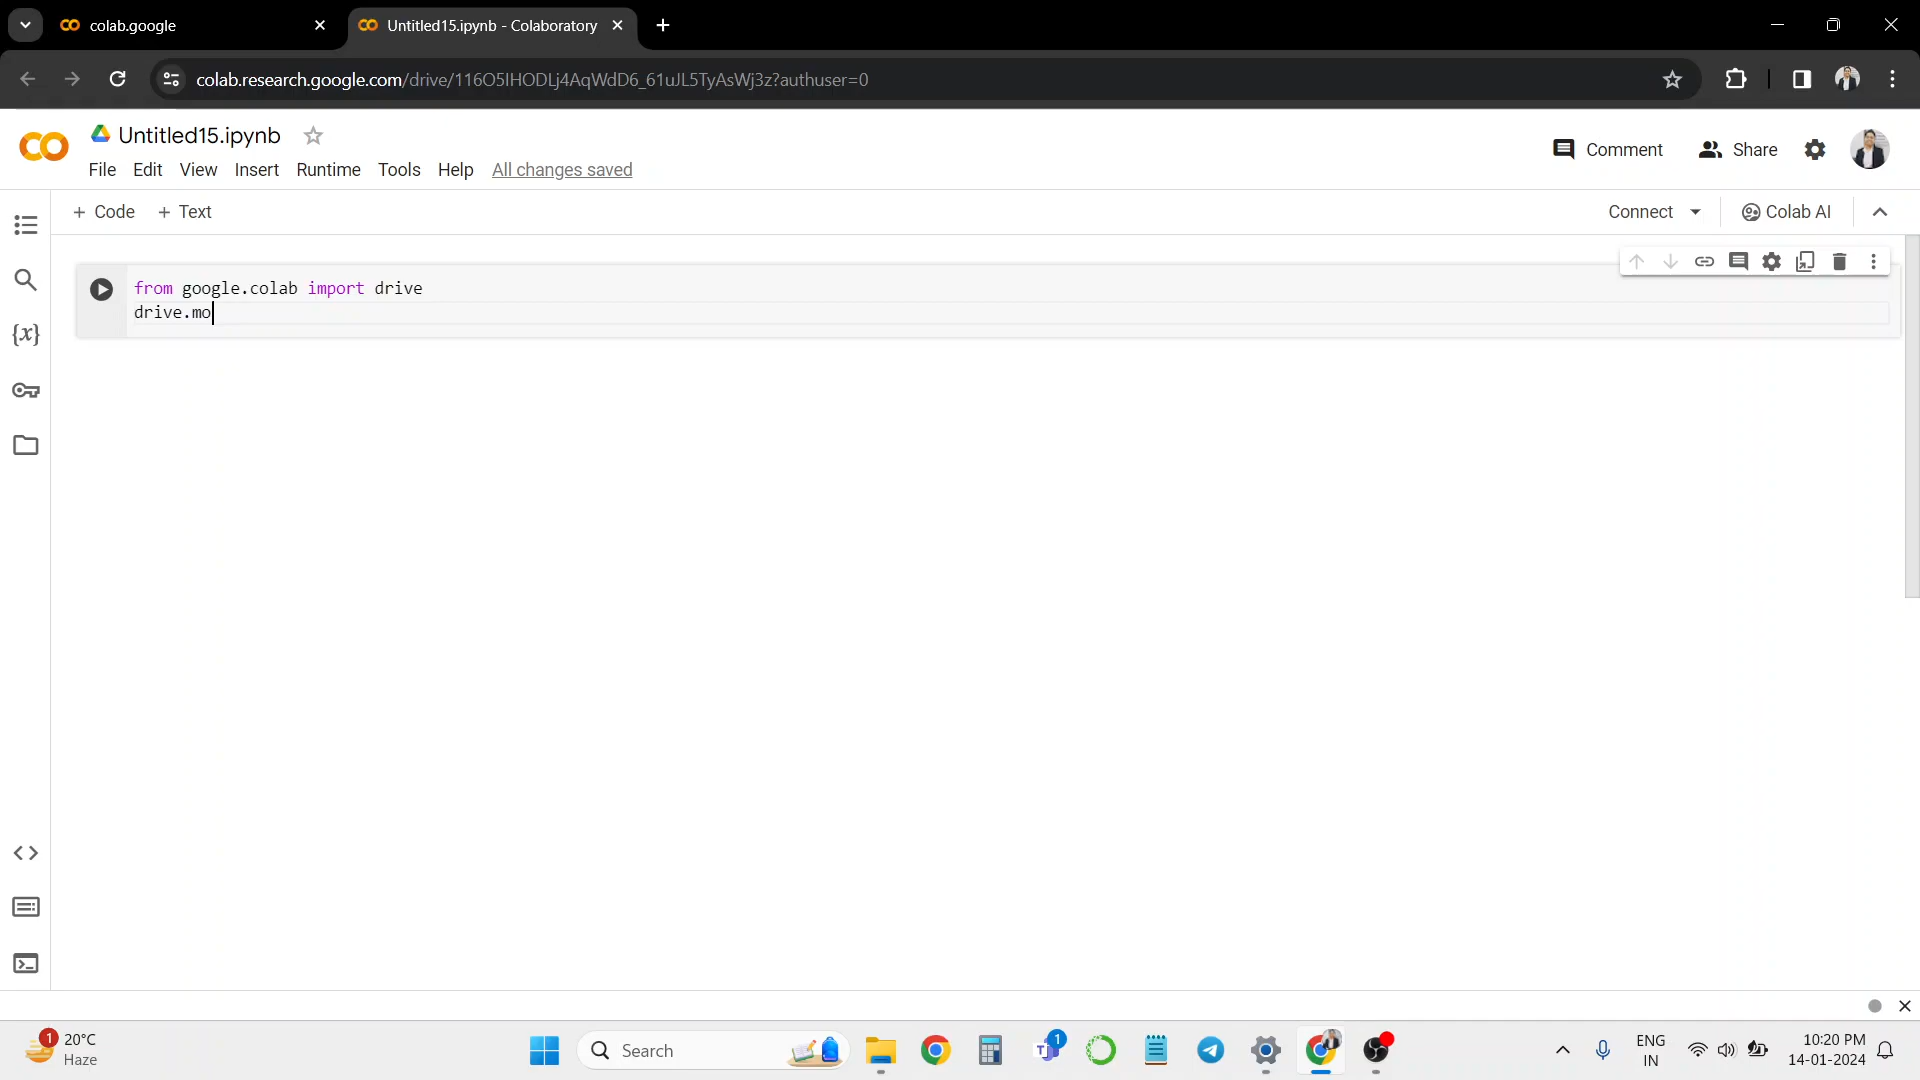 colab.google
Untitled15.ipynb - Colaboratory
colab.research.google.com/drive/116O5IHODLj4AqWdD6_61uJL5TyAsWj3z?authuser=0
Untitled15.ipynb
Comment
Share
File Edit View Insert Runtime Tools Help All changes saved
+ Code + Text
Connect
Colab AI
from google.colab import drive
drive.mo
{x}
1
20°C
Haze
Search
1
ENG
IN
10:20 PM
14-01-2024